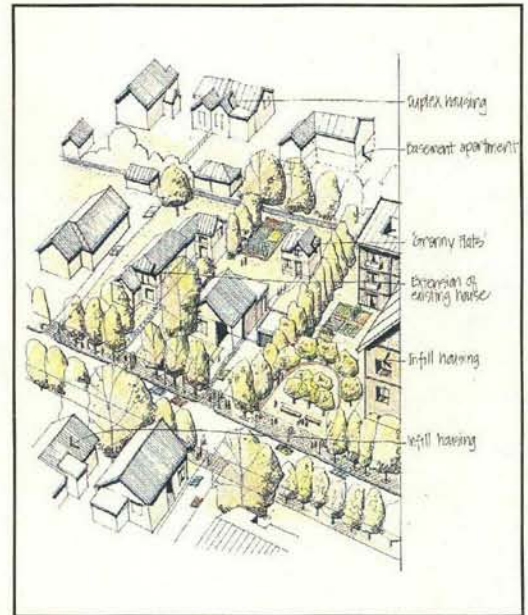 Duplex housing
Basement apartment
'Granny Flats'
Extension of
existing house
Infill housing
Infill housing